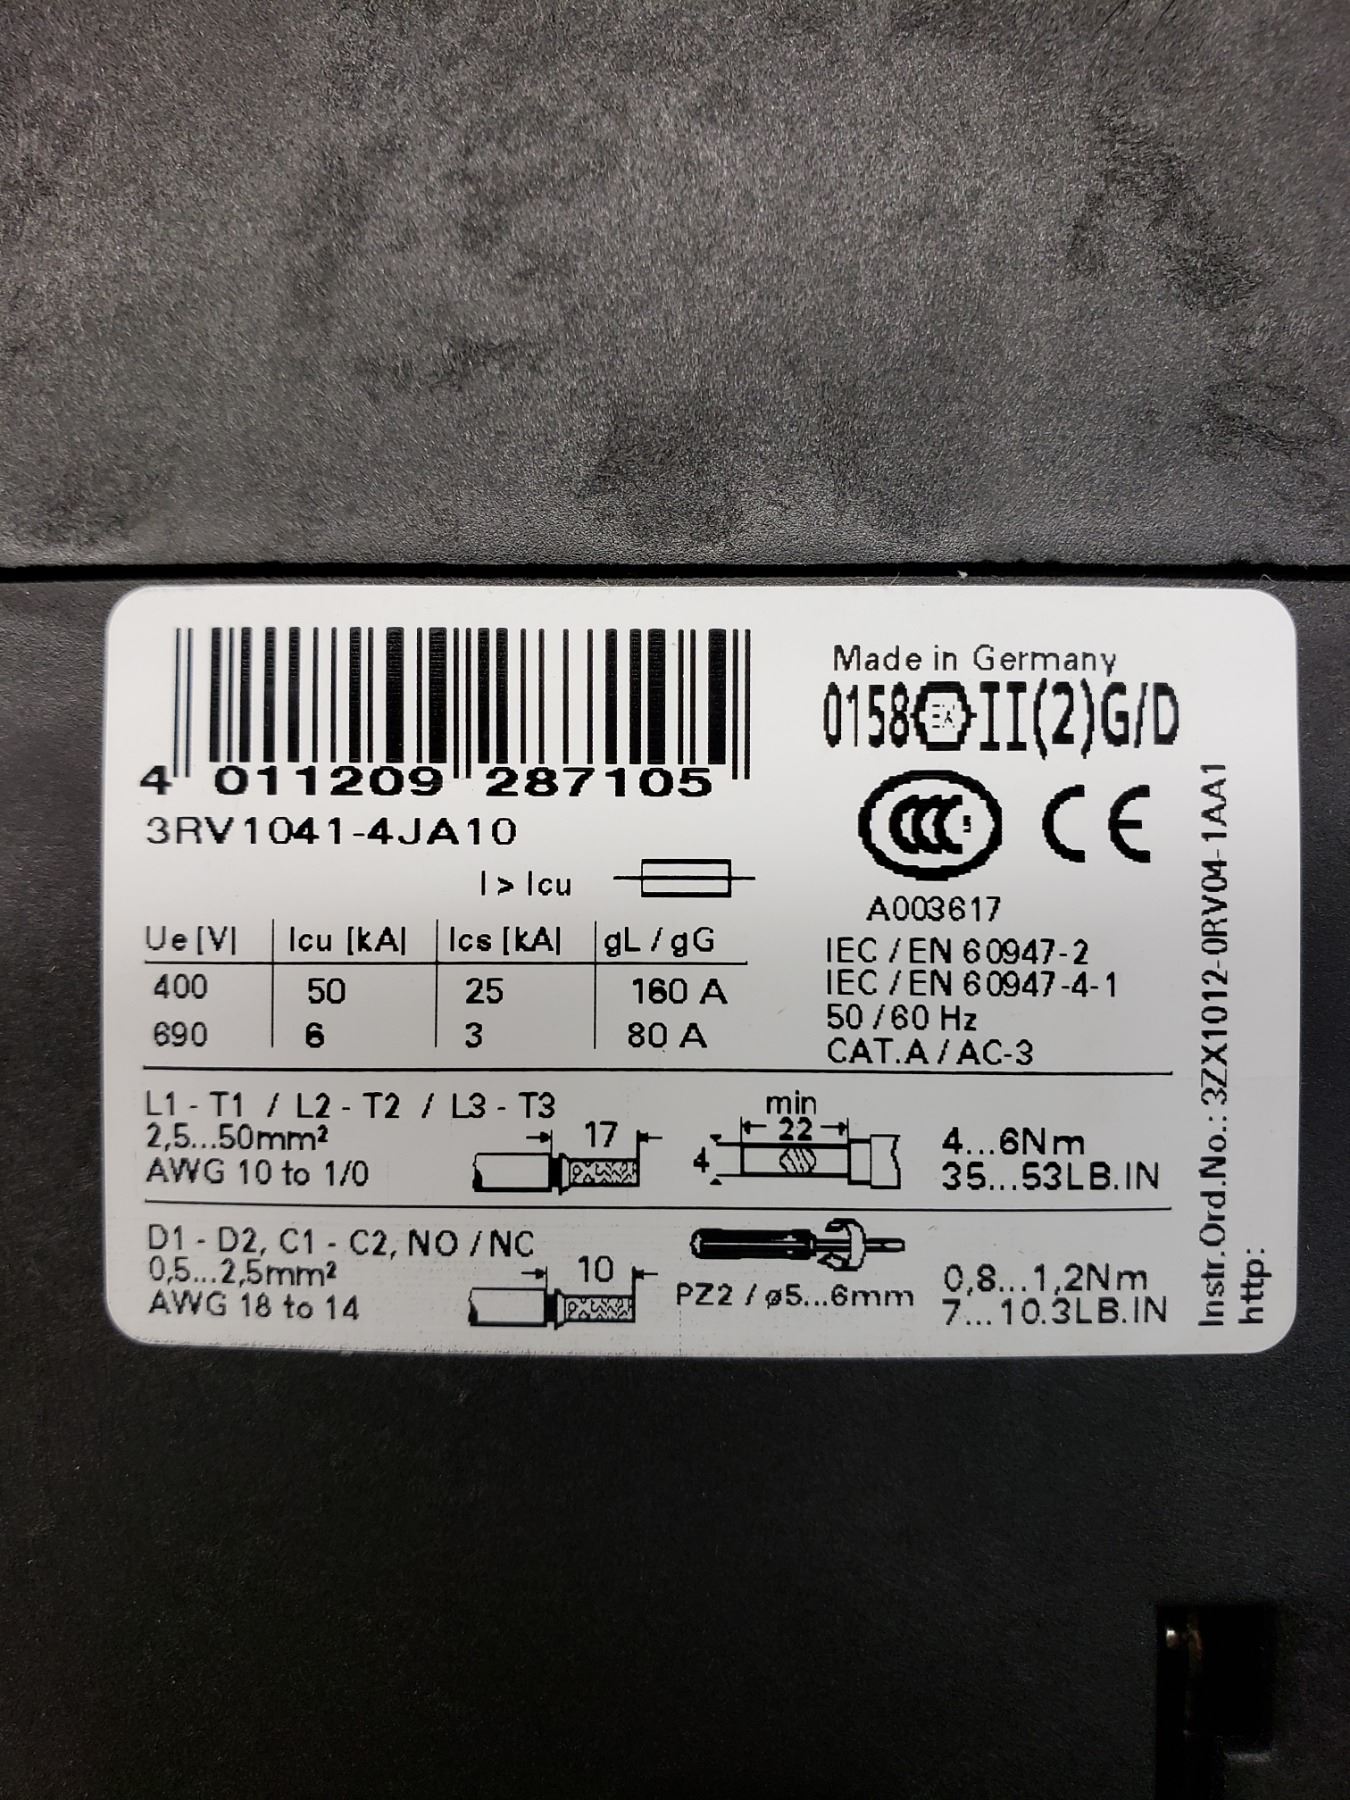 4 011209 287105
3RV1041-4JA10
I > Icu
Ue [V] Icu [kA] Ics [kA] gL / gG
400 50 25 160 A
690 6 3 80 A
Made in Germany
0158 Ex II(2)G/D
CCC S CE
A003617
IEC / EN 60947-2
IEC / EN 60947-4-1
50 / 60 Hz
CAT.A / AC-3
L1 - T1 / L2 - T2 / L3 - T3
2,5...50mm²
AWG 10 to 1/0
17
min
22
4
4...6Nm
35...53LB.IN
D1 - D2, C1 - C2, NO / NC
0,5...2,5mm²
AWG 18 to 14
10
PZ2 / ø5...6mm
0,8...1,2Nm
7...10.3LB.IN
Instr.Ord.No.: 3ZX1012-0RV04-1AA1
http: